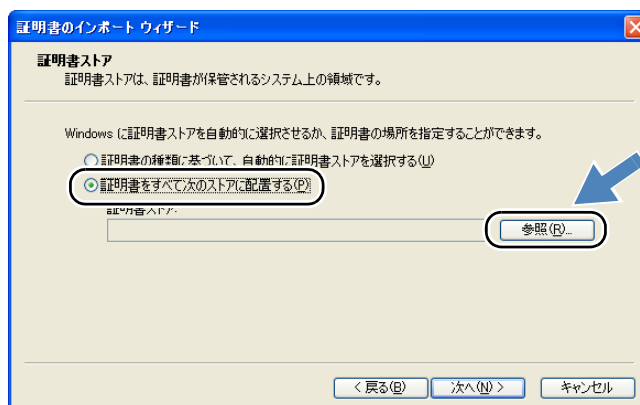 証明書のインポート ウィザード
証明書ストア
証明書ストアは、証明書が保管されるシステム上の領域です。
Windows に証明書ストアを自動的に選択させるか、証明書の場所を指定することができます。
証明書の種類に基づいて、自動的に証明書ストアを選択する(U)
証明書をすべて次のストアに配置する(P)
証明書ストア:
参照(R)...
< 戻る(B)
次へ(N) >
キャンセル